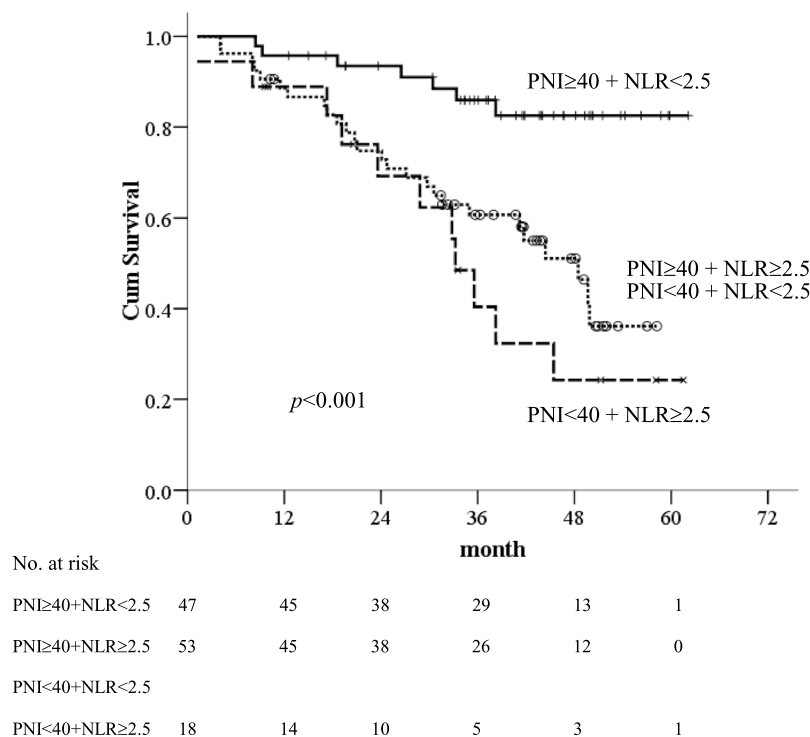 1.0
0.8
0.6
0.4
0.2
0.0
Cum Survival
PNI≥40 + NLR<2.5
PNI≥40 + NLR≥2.5
PNI<40 + NLR<2.5
PNI<40 + NLR≥2.5
p<0.001
0 12 24 36 48 60 72
month
No. at risk
PNI≥40+NLR<2.5 47 45 38 29 13 1
PNI≥40+NLR≥2.5 53 45 38 26 12 0
PNI<40+NLR<2.5
PNI<40+NLR≥2.5 18 14 10 5 3 1